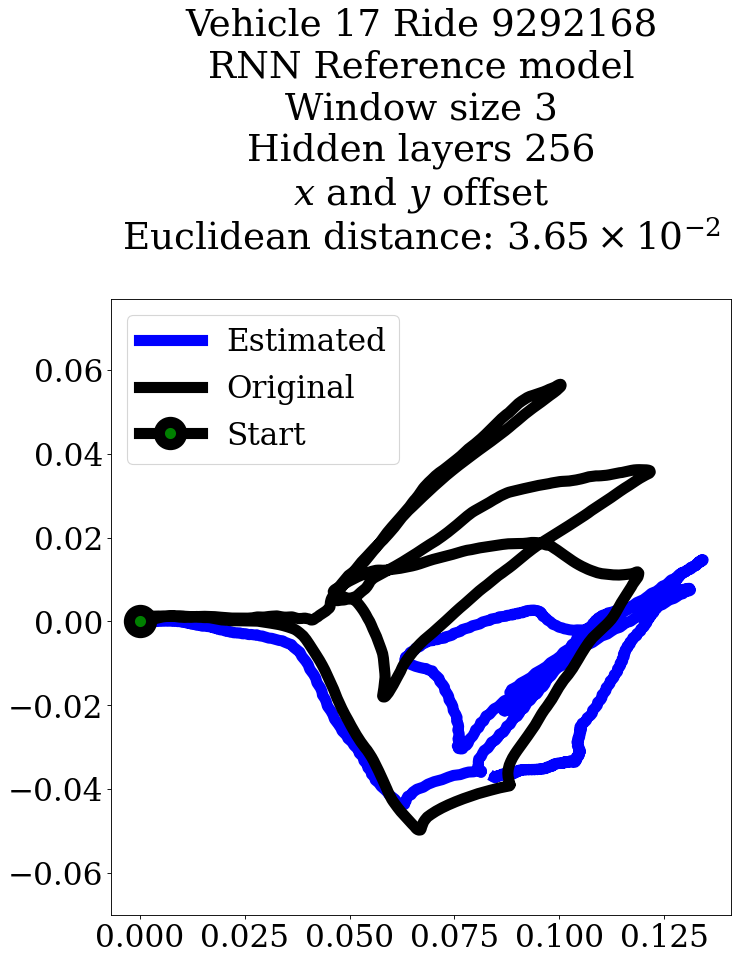 Vehicle 17 Ride 9292168
RNN Reference model
Window size 3
Hidden layers 256
x and y offset
Euclidean distance: 3.65 × 10⁻²
Estimated
Original
Start
0.06
0.04
0.02
0.00
−0.02
−0.04
−0.06
0.000 0.025 0.050 0.075 0.100 0.125